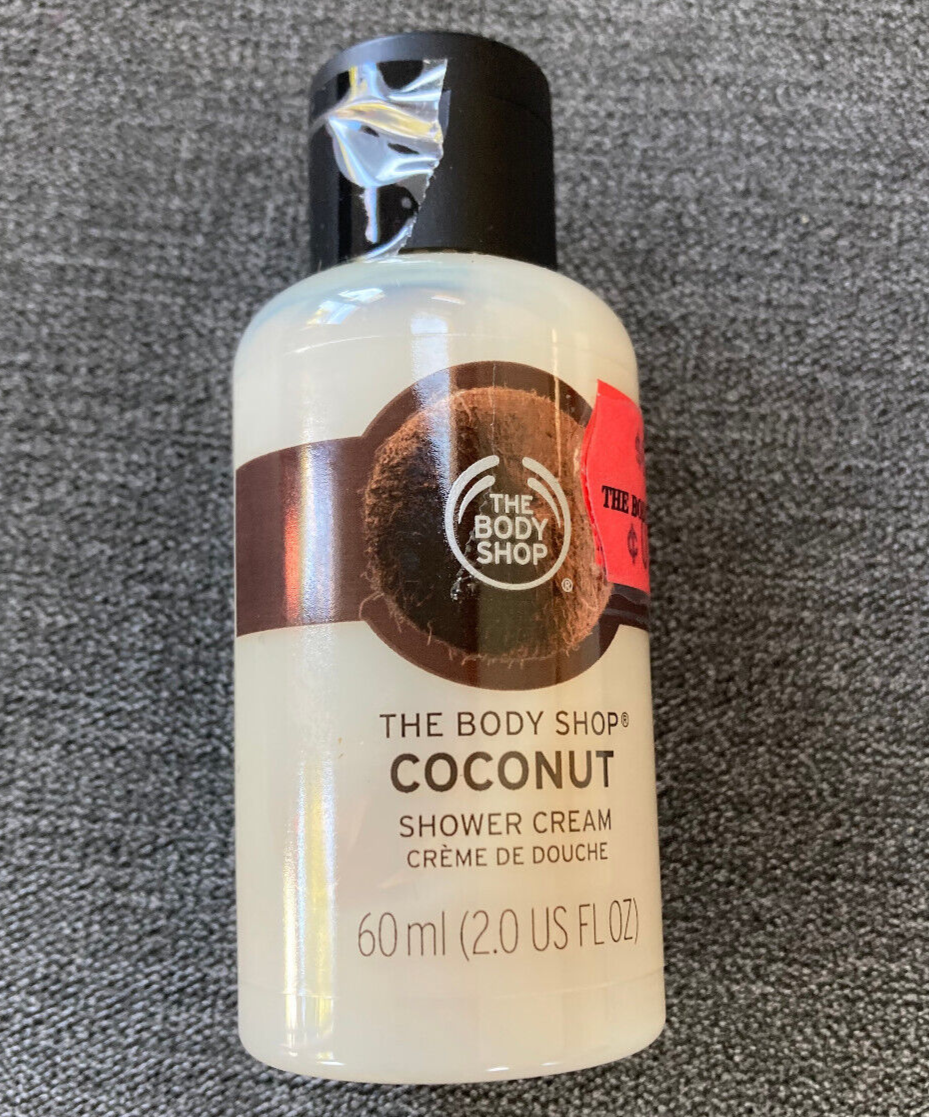 THE
BODY
SHOP
®
THE
THE BODY SHOP®
COCONUT
SHOWER CREAM
CRÈME DE DOUCHE
60 ml (2.0 US FL OZ)